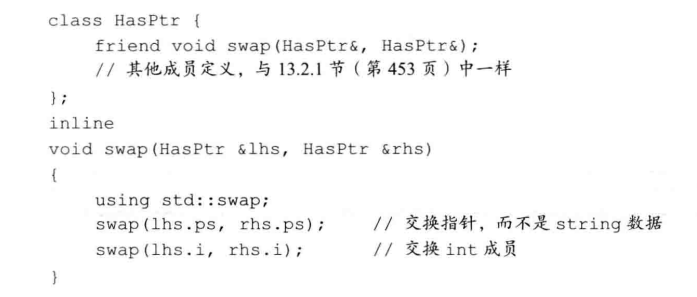 class HasPtr {
    friend void swap(HasPtr&, HasPtr&);
    // 其他成员定义，与 13.2.1 节（第 453 页）中一样
};
inline
void swap(HasPtr &lhs, HasPtr &rhs)
{
    using std::swap;
    swap(lhs.ps, rhs.ps);    // 交换指针，而不是 string 数据
    swap(lhs.i, rhs.i);      // 交换 int 成员
}